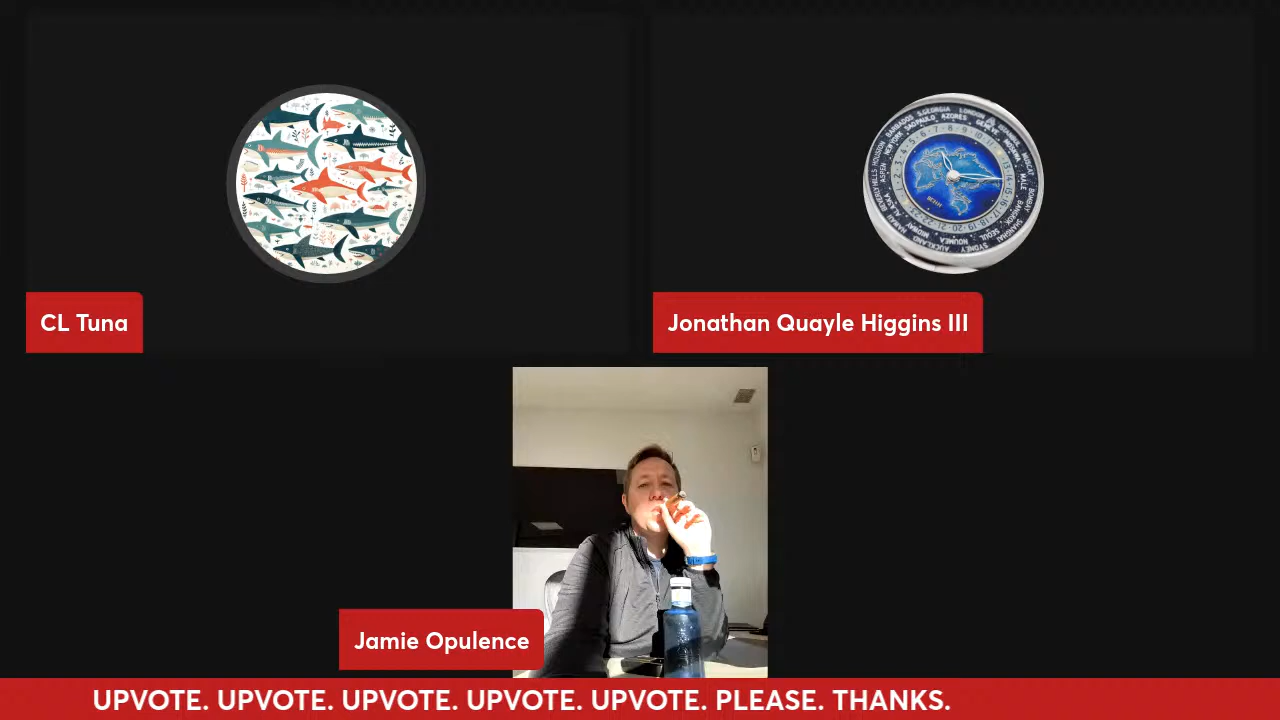 CL Tuna
Jonathan Quayle Higgins III
Jamie Opulence
UPVOTE. UPVOTE. UPVOTE. UPVOTE. UPVOTE. PLEASE. THANKS.